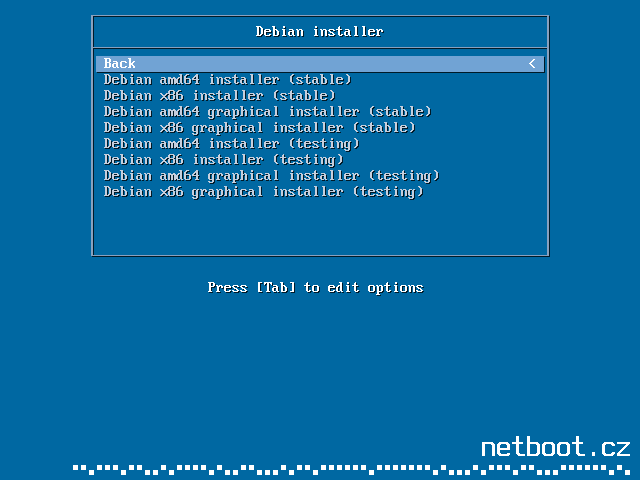 Debian installer
Back <
Debian amd64 installer (stable)
Debian x86 installer (stable)
Debian amd64 graphical installer (stable)
Debian x86 graphical installer (stable)
Debian amd64 installer (testing)
Debian x86 installer (testing)
Debian amd64 graphical installer (testing)
Debian x86 graphical installer (testing)
Press [Tab] to edit options
netboot.cz